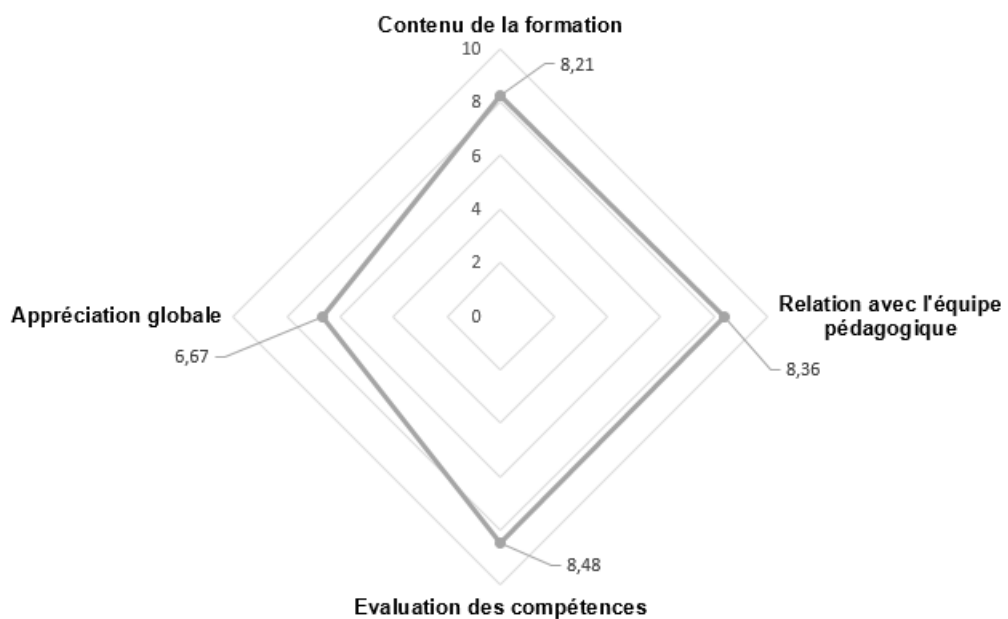 Contenu de la formation
10
8,21
8
6
4
2
0
Appréciation globale
6,67
Relation avec l'équipe
pédagogique
8,36
8,48
Evaluation des compétences